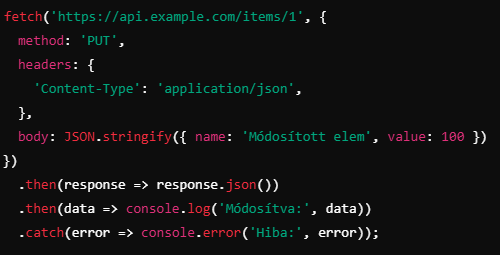 fetch('https://api.example.com/items/1', {
  method: 'PUT',
  headers: {
    'Content-Type': 'application/json',
  },
  body: JSON.stringify({ name: 'Módosított elem', value: 100 })
})
  .then(response => response.json())
  .then(data => console.log('Módosítva:', data))
  .catch(error => console.error('Hiba:', error));